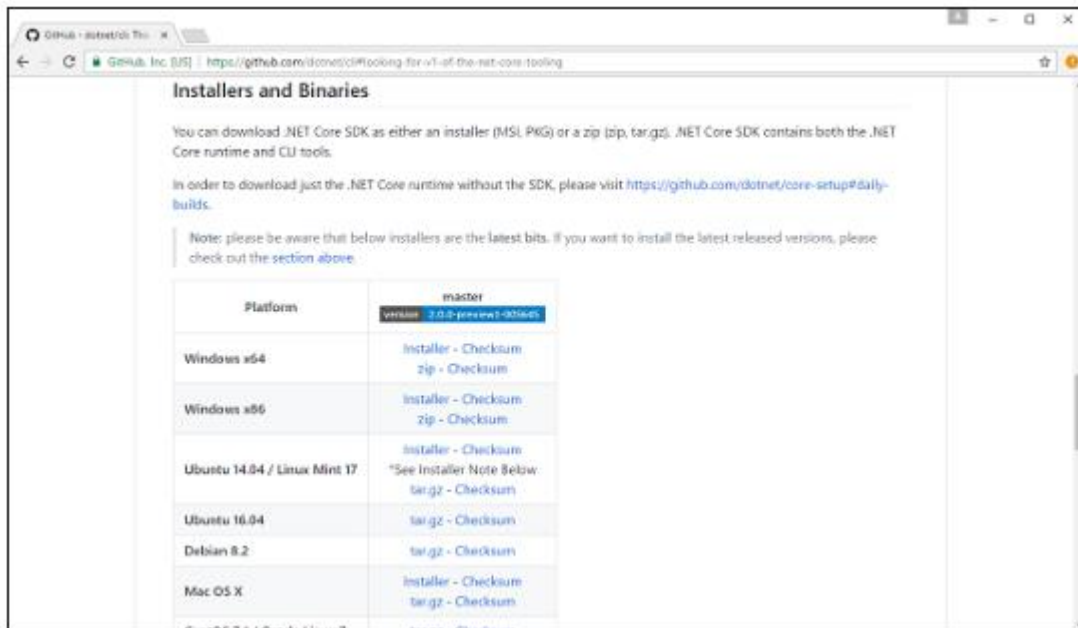 GitHub - dotnet/cli: The
GitHub, Inc. [US] | https://github.com/dotnet/cli#looking-for-v1-of-the-net-core-tooling
Installers and Binaries
You can download .NET Core SDK as either an installer (MSI, PKG) or a zip (zip, tar.gz). .NET Core SDK contains both the .NET
Core runtime and CLI tools.
In order to download just the .NET Core runtime without the SDK, please visit https://github.com/dotnet/core-setup#daily-
builds.
Note: please be aware that below installers are the latest bits. If you want to install the latest released versions, please
check out the section above.
Platform
master
version 2.0.0-preview1-005645
Windows x64
Installer - Checksum
zip - Checksum
Windows x86
Installer - Checksum
zip - Checksum
Ubuntu 14.04 / Linux Mint 17
Installer - Checksum
*See Installer Note Below
tar.gz - Checksum
Ubuntu 16.04
tar.gz - Checksum
Debian 8.2
tar.gz - Checksum
Mac OS X
Installer - Checksum
tar.gz - Checksum